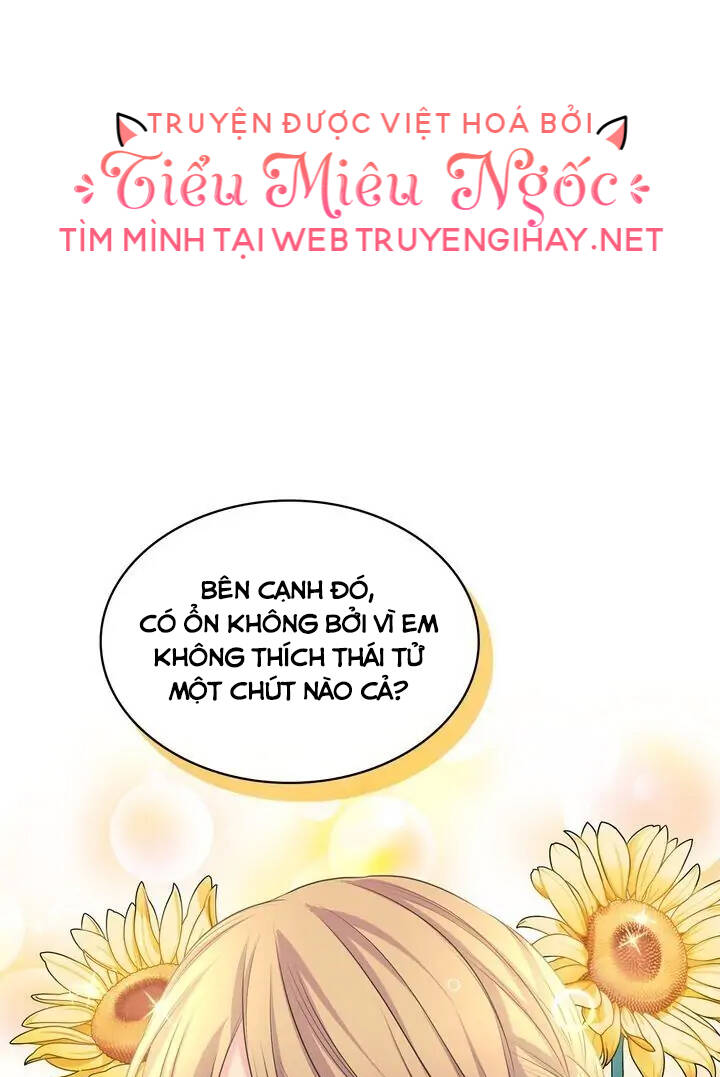 TRUYỆN ĐƯỢC VIỆT HOÁ BỞI
Tiểu Miêu Ngốc
TÌM MÌNH TẠI WEB TRUYENGIHAY.NET
BÊN CẠNH ĐÓ,
CÓ ỔN KHÔNG BỞI VÌ EM
KHÔNG THÍCH THÁI TỬ
MỘT CHÚT NÀO CẢ?